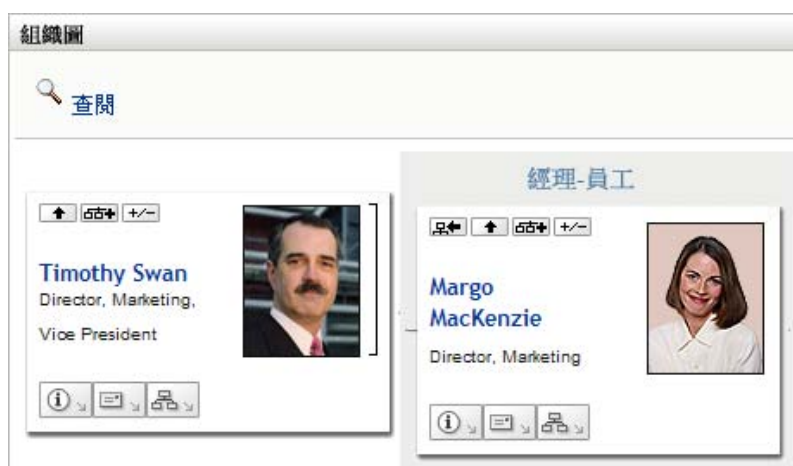 組織圖
查閱
經理-員工
+/-
Timothy Swan
Director, Marketing,
Vice President
+/-
Margo
MacKenzie
Director, Marketing